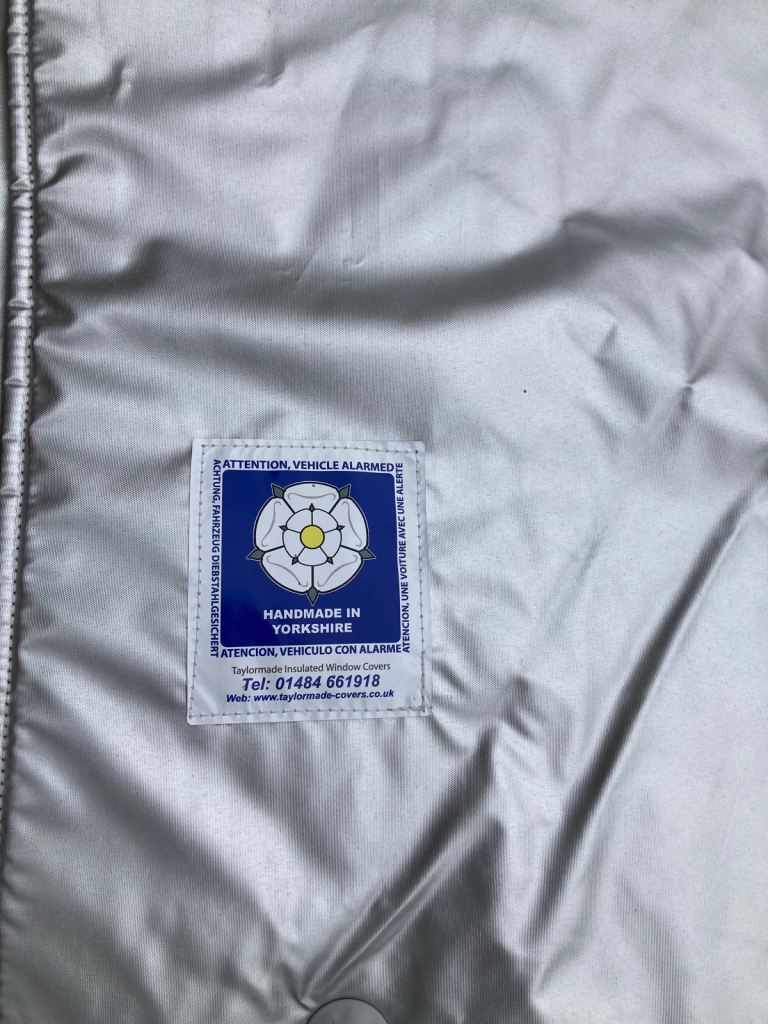 ATTENTION, VEHICLE ALARMED
ACHTUNG, FAHRZEUG DIEBSTAHLGESICHERT
ATENCION, UNE VOITURE AVEC UNE ALERTE
HANDMADE IN
YORKSHIRE
ATENCION, VEHICULO CON ALARME
Taylormade Insulated Window Covers
Tel: 01484 661918
Web: www.taylormade-covers.co.uk